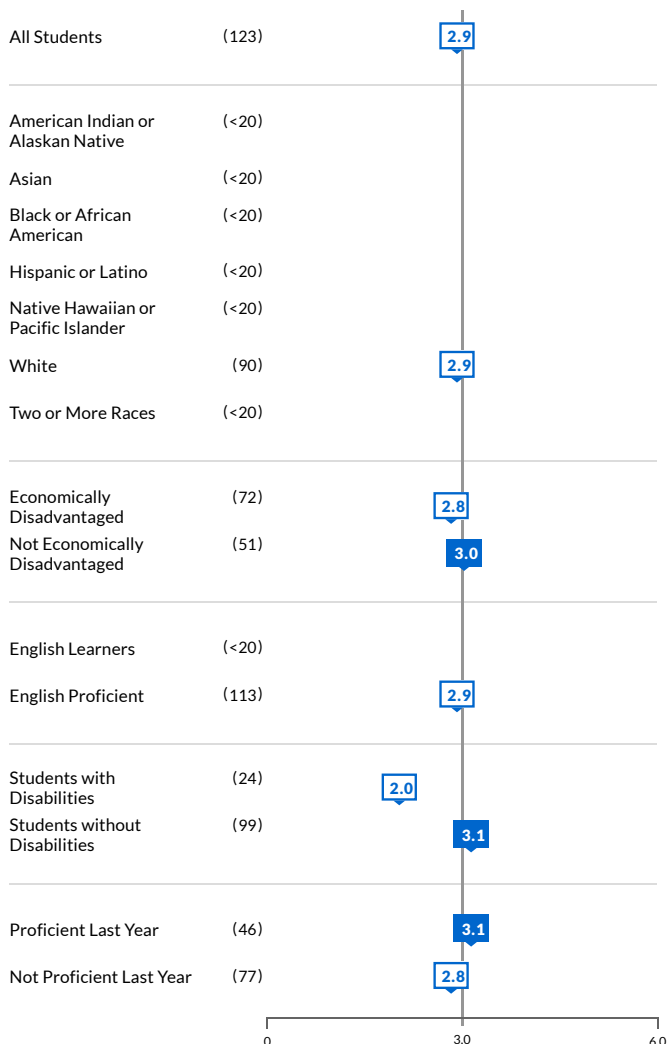 All Students (123) 2.9
American Indian or (<20)
Alaskan Native
Asian (<20)
Black or African (<20)
American
Hispanic or Latino (<20)
Native Hawaiian or (<20)
Pacific Islander
White (90) 2.9
Two or More Races (<20)
Economically (72) 2.8
Disadvantaged
Not Economically (51) 3.0
Disadvantaged
English Learners (<20)
English Proficient (113) 2.9
Students with (24) 2.0
Disabilities
Students without (99) 3.1
Disabilities
Proficient Last Year (46) 3.1
Not Proficient Last Year (77) 2.8
0 3.0 6.0